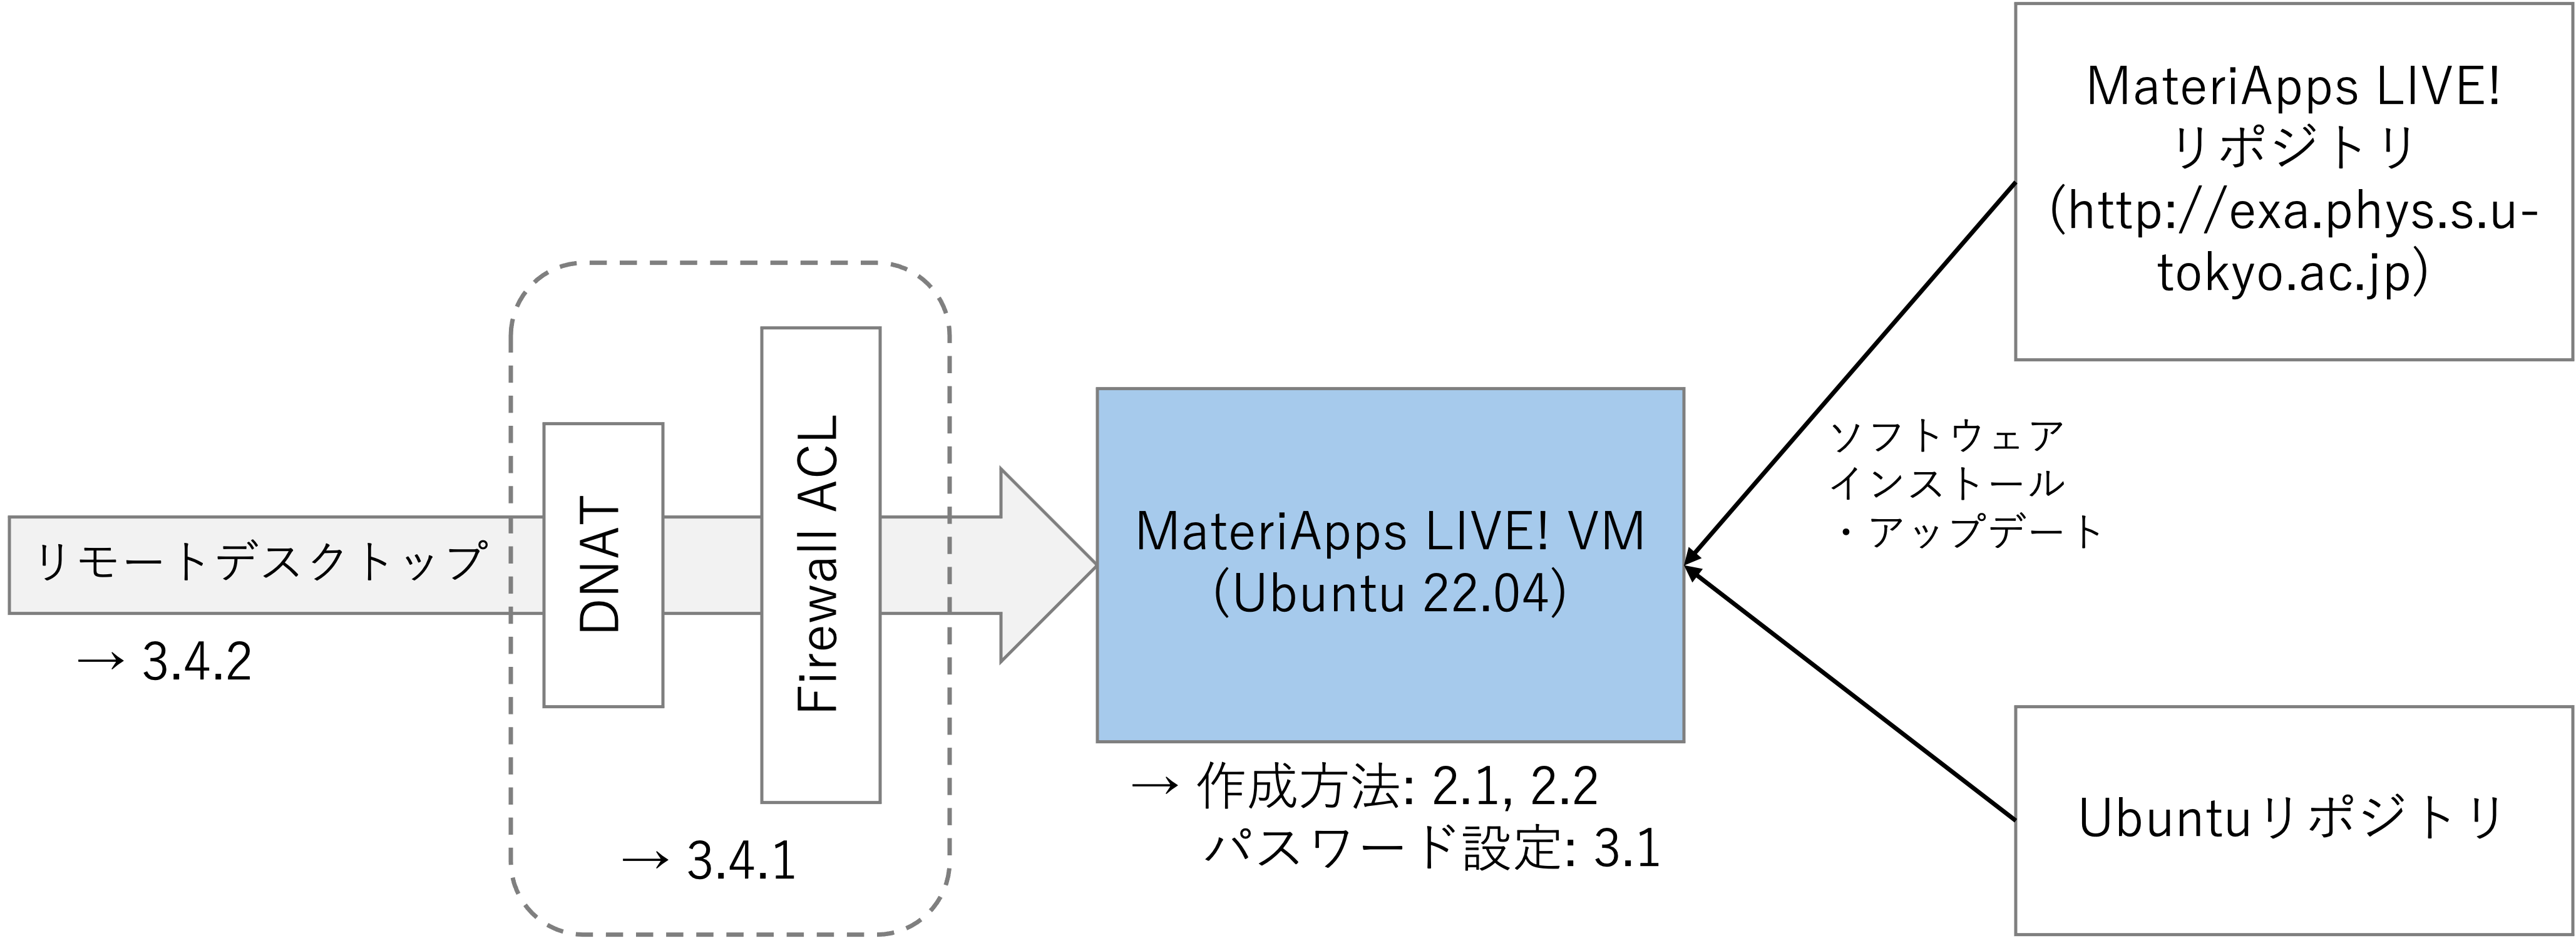 リモートデスクトップ
→ 3.4.2
DNAT
Firewall ACL
→ 3.4.1
MateriApps LIVE! VM
(Ubuntu 22.04)
→ 作成方法: 2.1, 2.2
パスワード設定: 3.1
ソフトウェア
インストール
・アップデート
MateriApps LIVE!
リポジトリ
(http://exa.phys.s.u-
tokyo.ac.jp)
Ubuntuリポジトリ